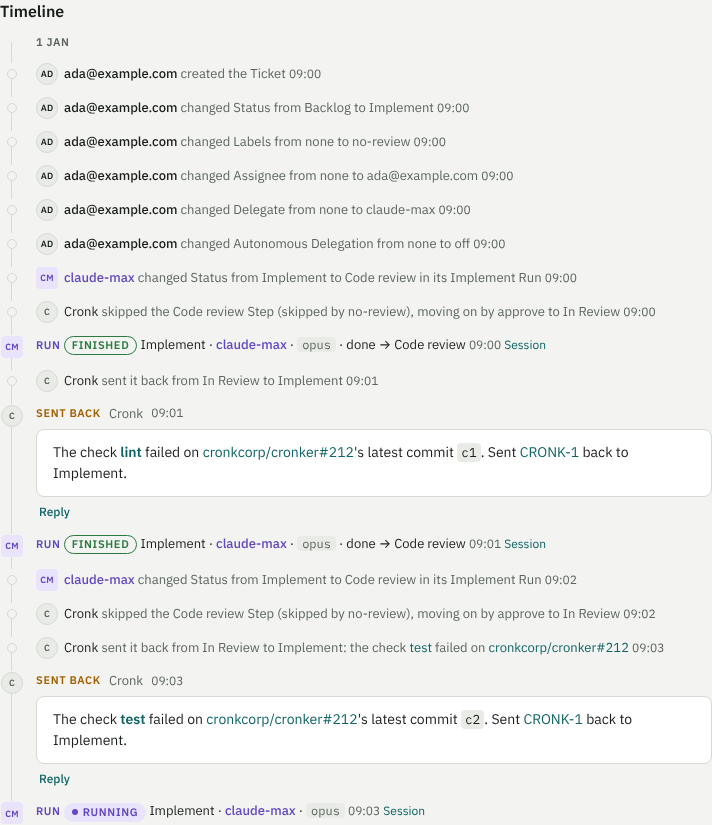 Timeline
1 JAN
AD ada@example.com created the Ticket 09:00
AD ada@example.com changed Status from Backlog to Implement 09:00
AD ada@example.com changed Labels from none to no-review 09:00
AD ada@example.com changed Assignee from none to ada@example.com 09:00
AD ada@example.com changed Delegate from none to claude-max 09:00
AD ada@example.com changed Autonomous Delegation from none to off 09:00
CM claude-max changed Status from Implement to Code review in its Implement Run 09:00
C Cronk skipped the Code review Step (skipped by no-review), moving on by approve to In Review 09:00
CM RUN FINISHED Implement · claude-max · opus · done → Code review 09:00 Session
C Cronk sent it back from In Review to Implement 09:01
C SENT BACK Cronk 09:01
The check lint failed on cronkcorp/cronker#212's latest commit c1. Sent CRONK-1 back to
Implement.
Reply
CM RUN FINISHED Implement · claude-max · opus · done → Code review 09:01 Session
CM claude-max changed Status from Implement to Code review in its Implement Run 09:02
C Cronk skipped the Code review Step (skipped by no-review), moving on by approve to In Review 09:02
C Cronk sent it back from In Review to Implement: the check test failed on cronkcorp/cronker#212 09:03
C SENT BACK Cronk 09:03
The check test failed on cronkcorp/cronker#212's latest commit c2. Sent CRONK-1 back to
Implement.
Reply
CM RUN RUNNING Implement · claude-max · opus 09:03 Session